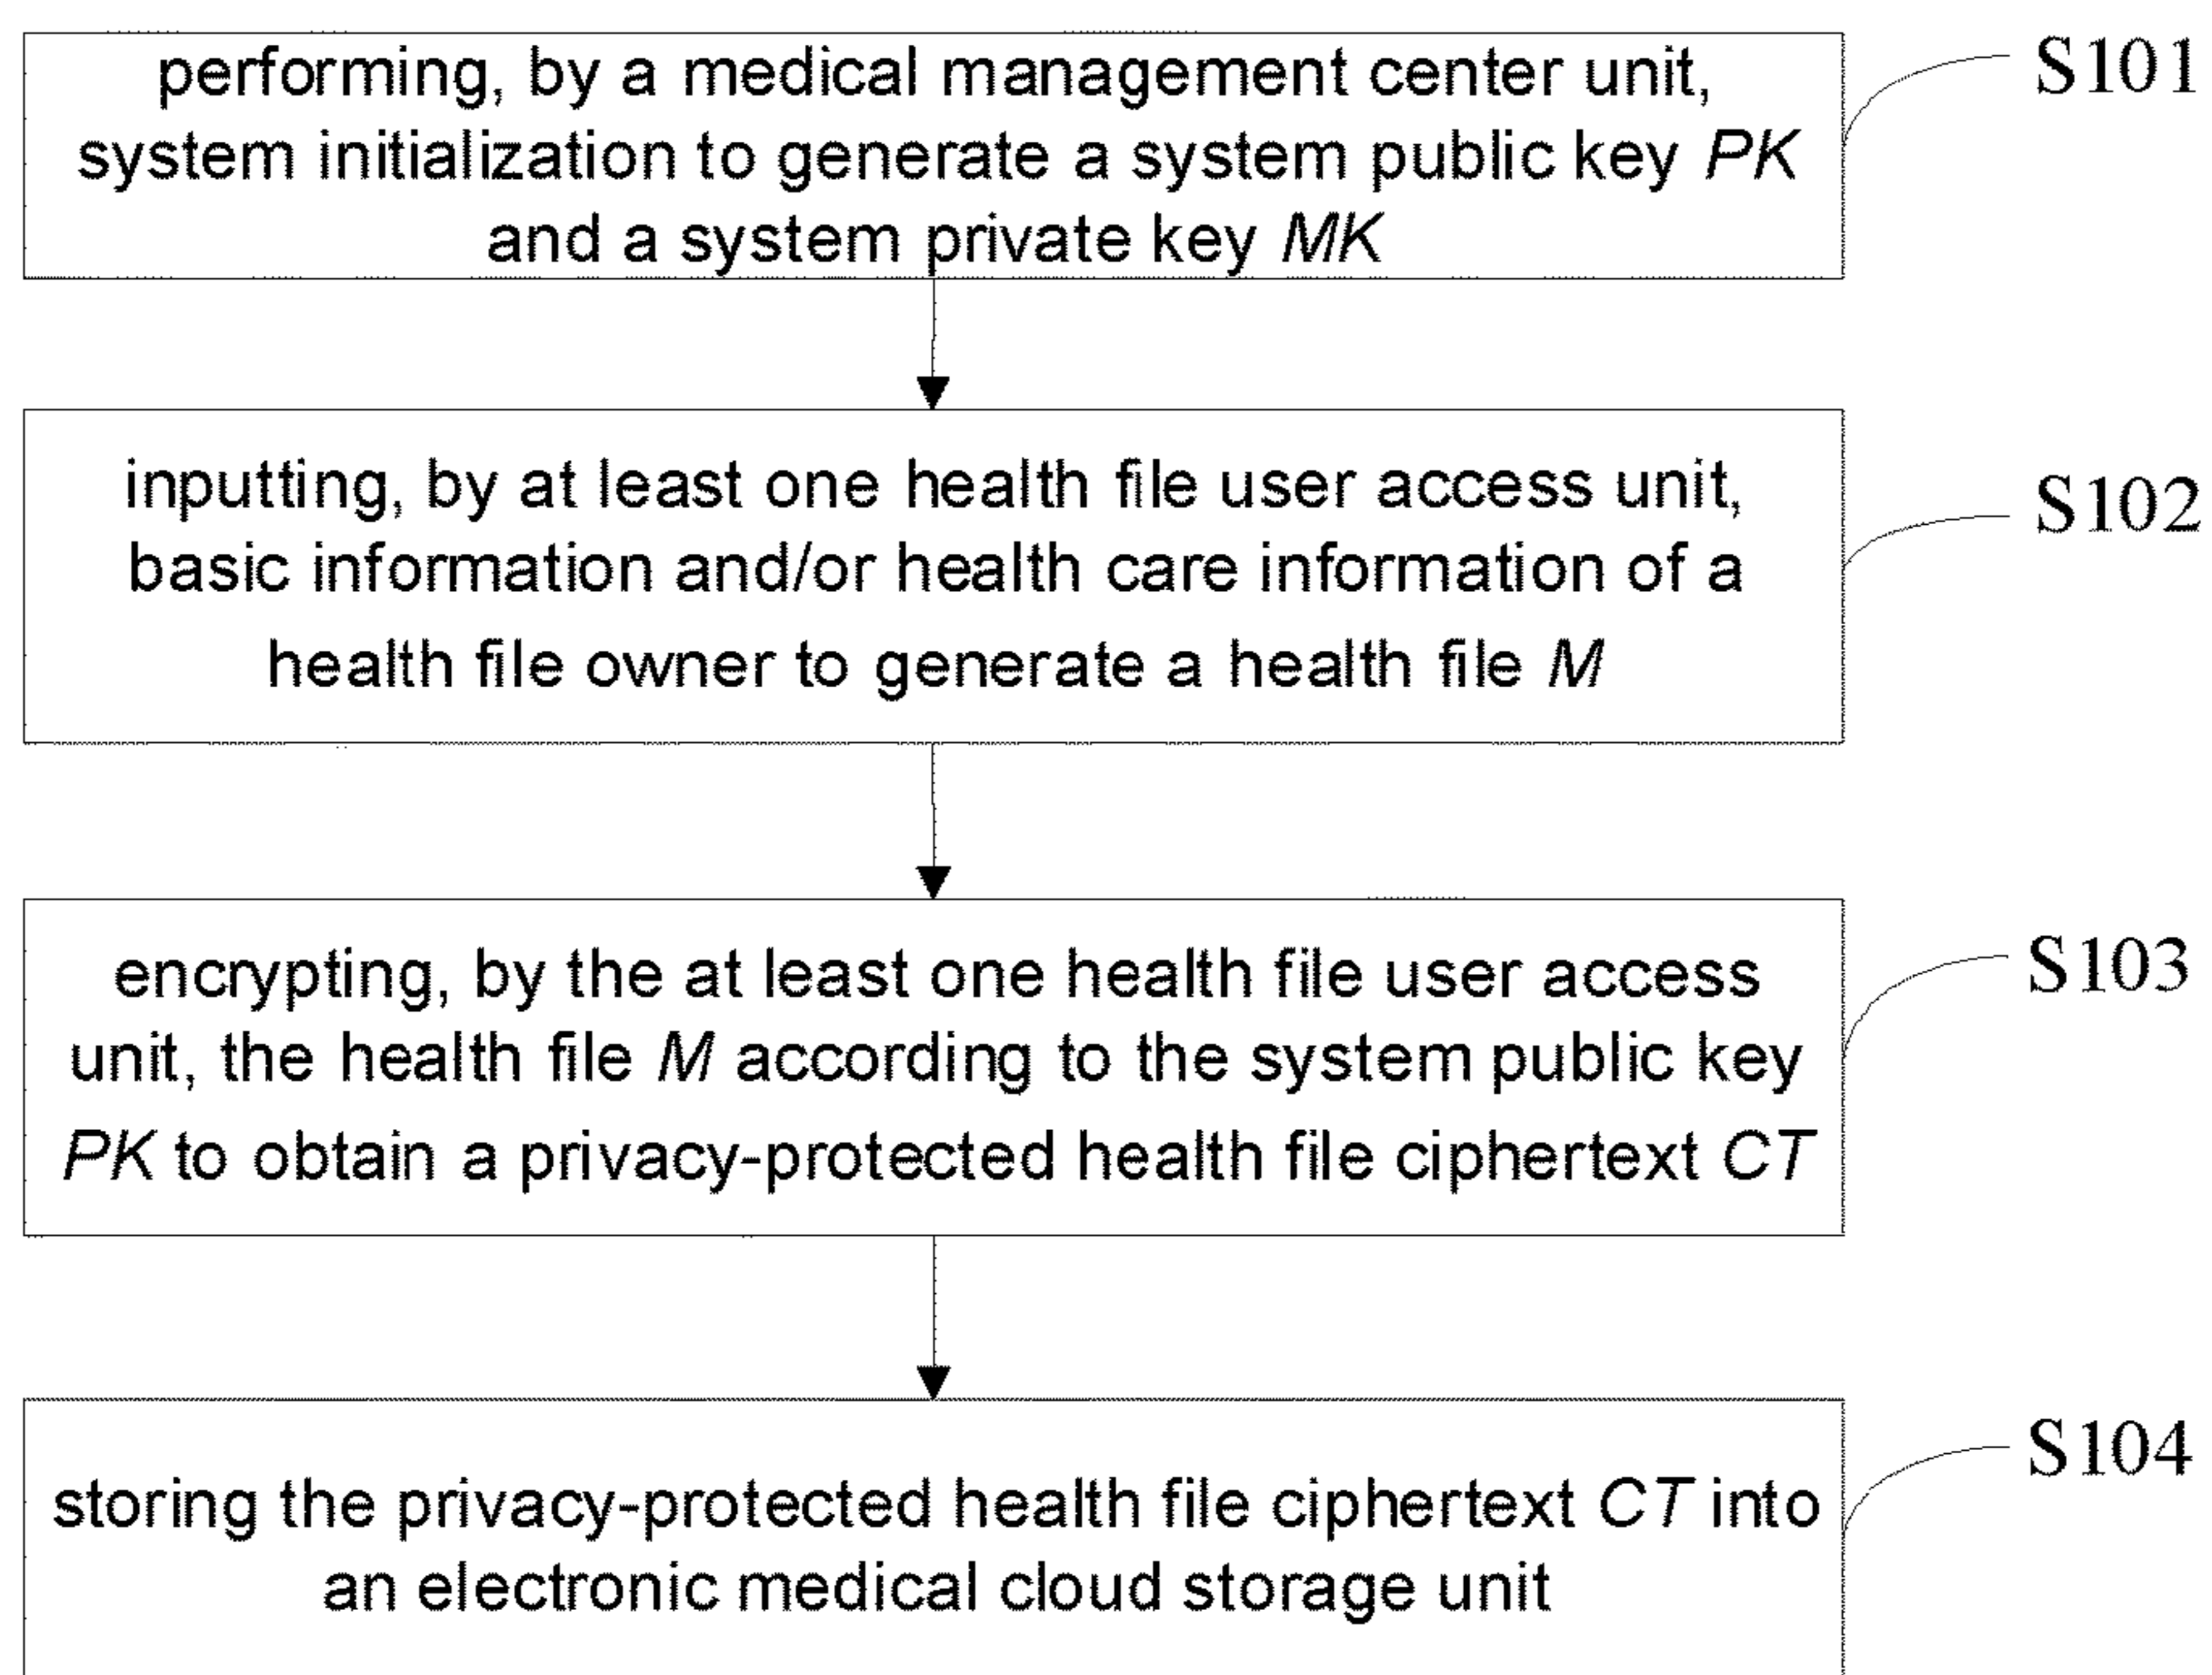 performing, by a medical management center unit,
system initialization to generate a system public key PK
and a system private key MK
S101
inputting, by at least one health file user access unit,
basic information and/or health care information of a
health file owner to generate a health file M
S102
encrypting, by the at least one health file user access
unit, the health file M according to the system public key
PK to obtain a privacy-protected health file ciphertext CT
S103
storing the privacy-protected health file ciphertext CT into
an electronic medical cloud storage unit
S104